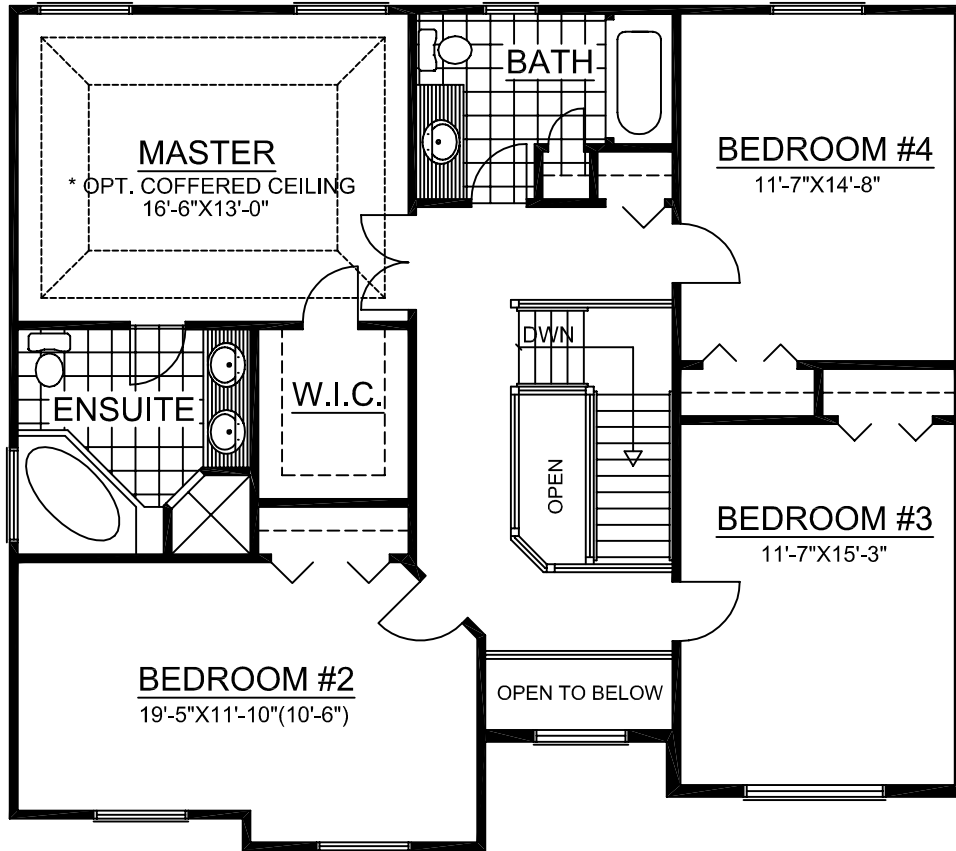 BATH
MASTER
* OPT. COFFERED CEILING
16'-6"X13'-0"
BEDROOM #4
11'-7"X14'-8"
DWN
W.I.C.
ENSUITE
OPEN
BEDROOM #3
11'-7"X15'-3"
BEDROOM #2
19'-5"X11'-10"(10'-6")
OPEN TO BELOW